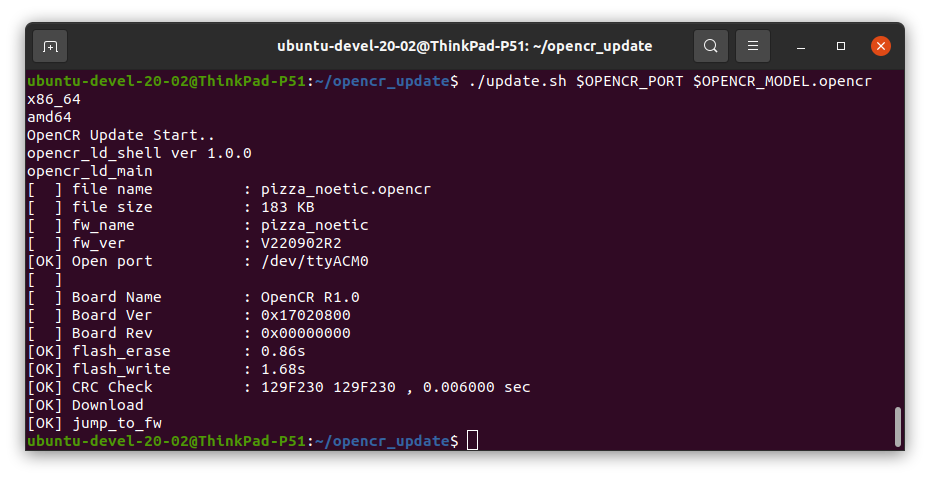 ubuntu-devel-20-02@ThinkPad-P51: ~/opencr_update
ubuntu-devel-20-02@ThinkPad-P51:~/opencr_update$ ./update.sh $OPENCR_PORT $OPENCR_MODEL.opencr
x86_64
amd64
OpenCR Update Start..
opencr_ld_shell ver 1.0.0
opencr_ld_main
[  ] file name          : pizza_noetic.opencr
[  ] file size          : 183 KB
[  ] fw_name            : pizza_noetic
[  ] fw_ver             : V220902R2
[OK] Open port          : /dev/ttyACM0
[  ]
[  ] Board Name         : OpenCR R1.0
[  ] Board Ver          : 0x17020800
[  ] Board Rev          : 0x00000000
[OK] flash_erase        : 0.86s
[OK] flash_write        : 1.68s
[OK] CRC Check          : 129F230 129F230 , 0.006000 sec
[OK] Download
[OK] jump_to_fw
ubuntu-devel-20-02@ThinkPad-P51:~/opencr_update$